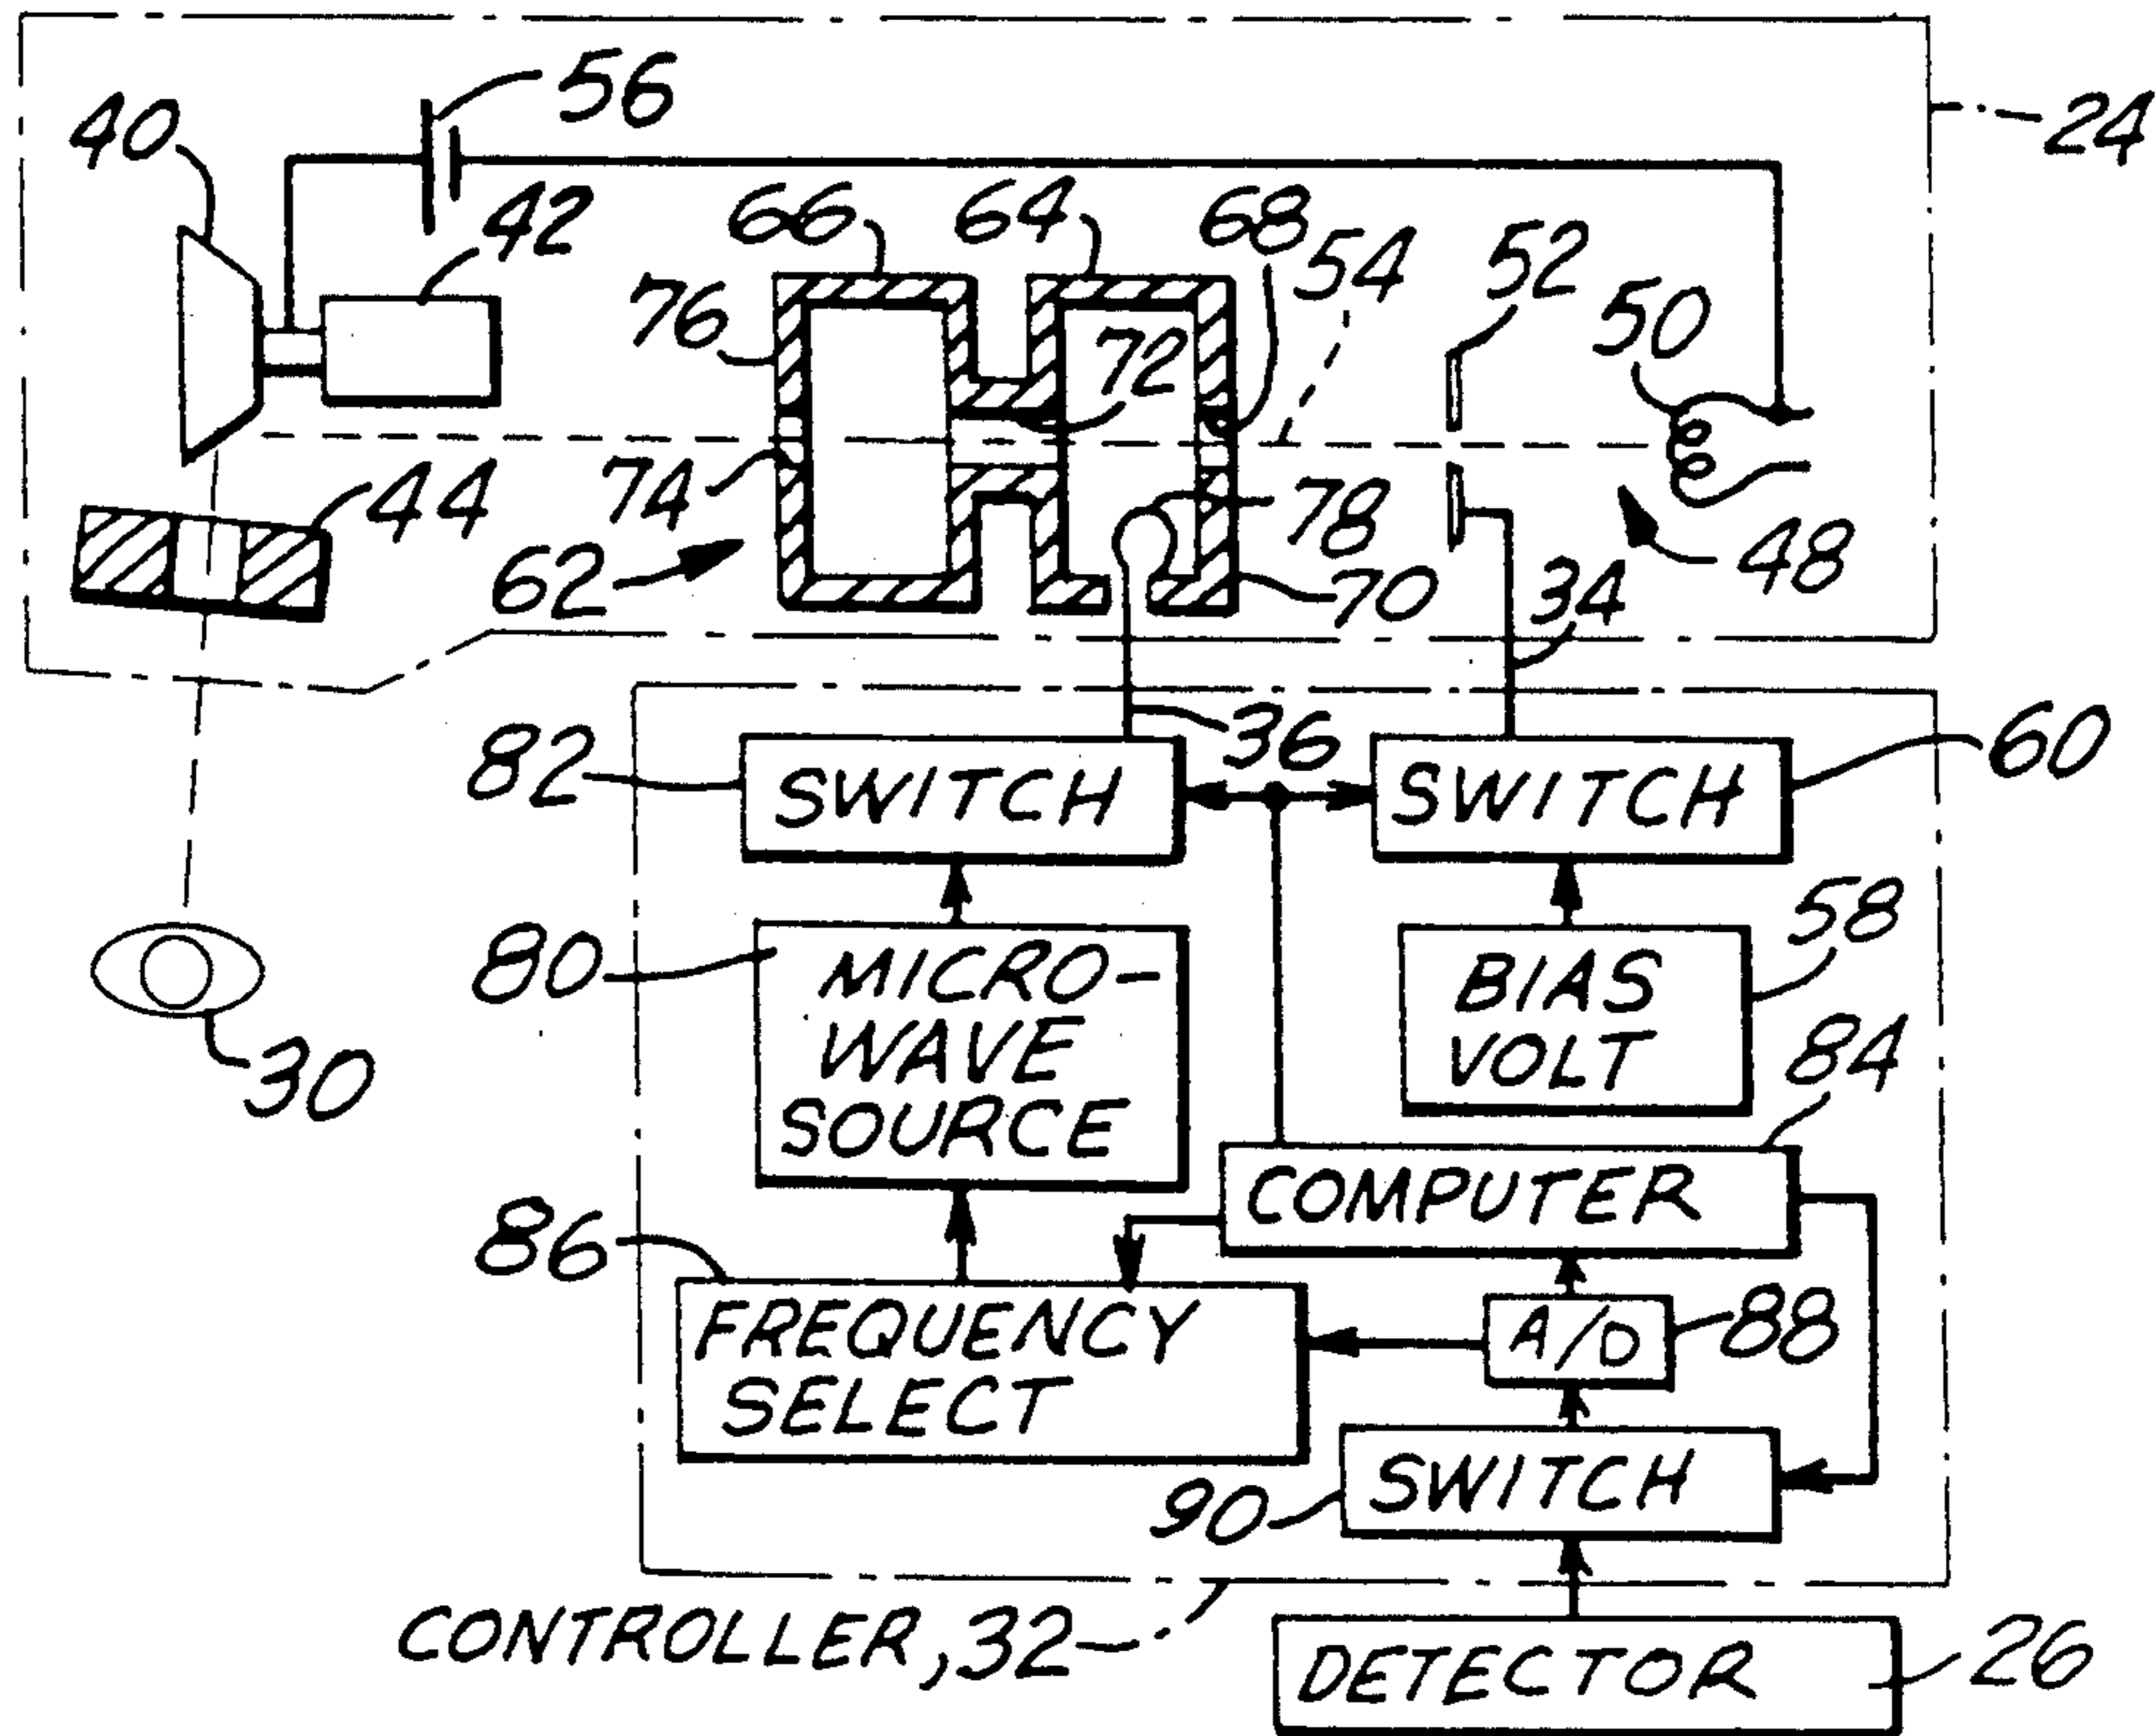 56
40
24
42
66
64
68
54
52
50
76
72
74
44
78
62
70
48
34
36
82
SWITCH
SWITCH
60
58
80
MICRO-
WAVE
SOURCE
BIAS
VOLT
84
30
COMPUTER
86
FREQUENCY
SELECT
A/D
88
SWITCH
90
CONTROLLER, 32
DETECTOR
26